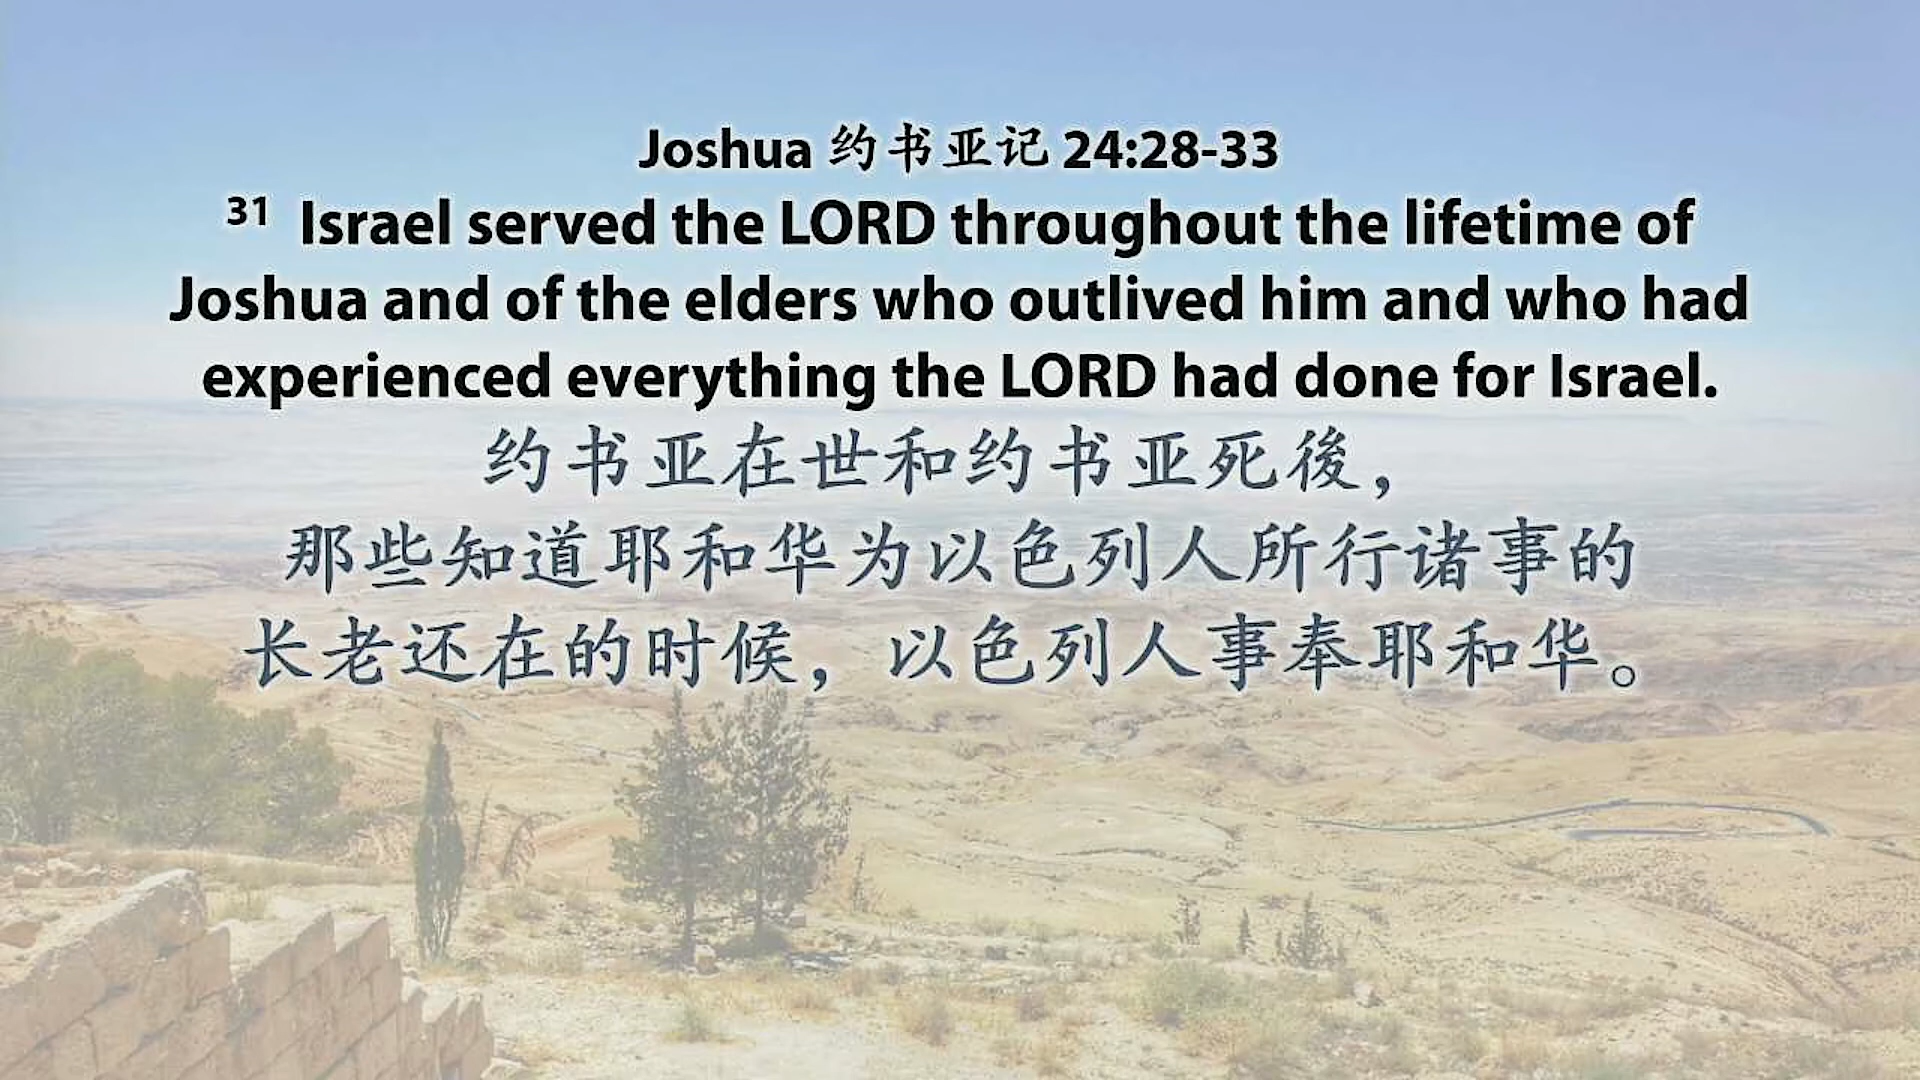 Joshua 约书亚记 24:28-33
31 Israel served the LORD throughout the lifetime of
Joshua and of the elders who outlived him and who had
experienced everything the LORD had done for Israel.
约书亚在世和约书亚死後，
那些知道耶和华为以色列人所行诸事的
长老还在的时候，以色列人事奉耶和华。